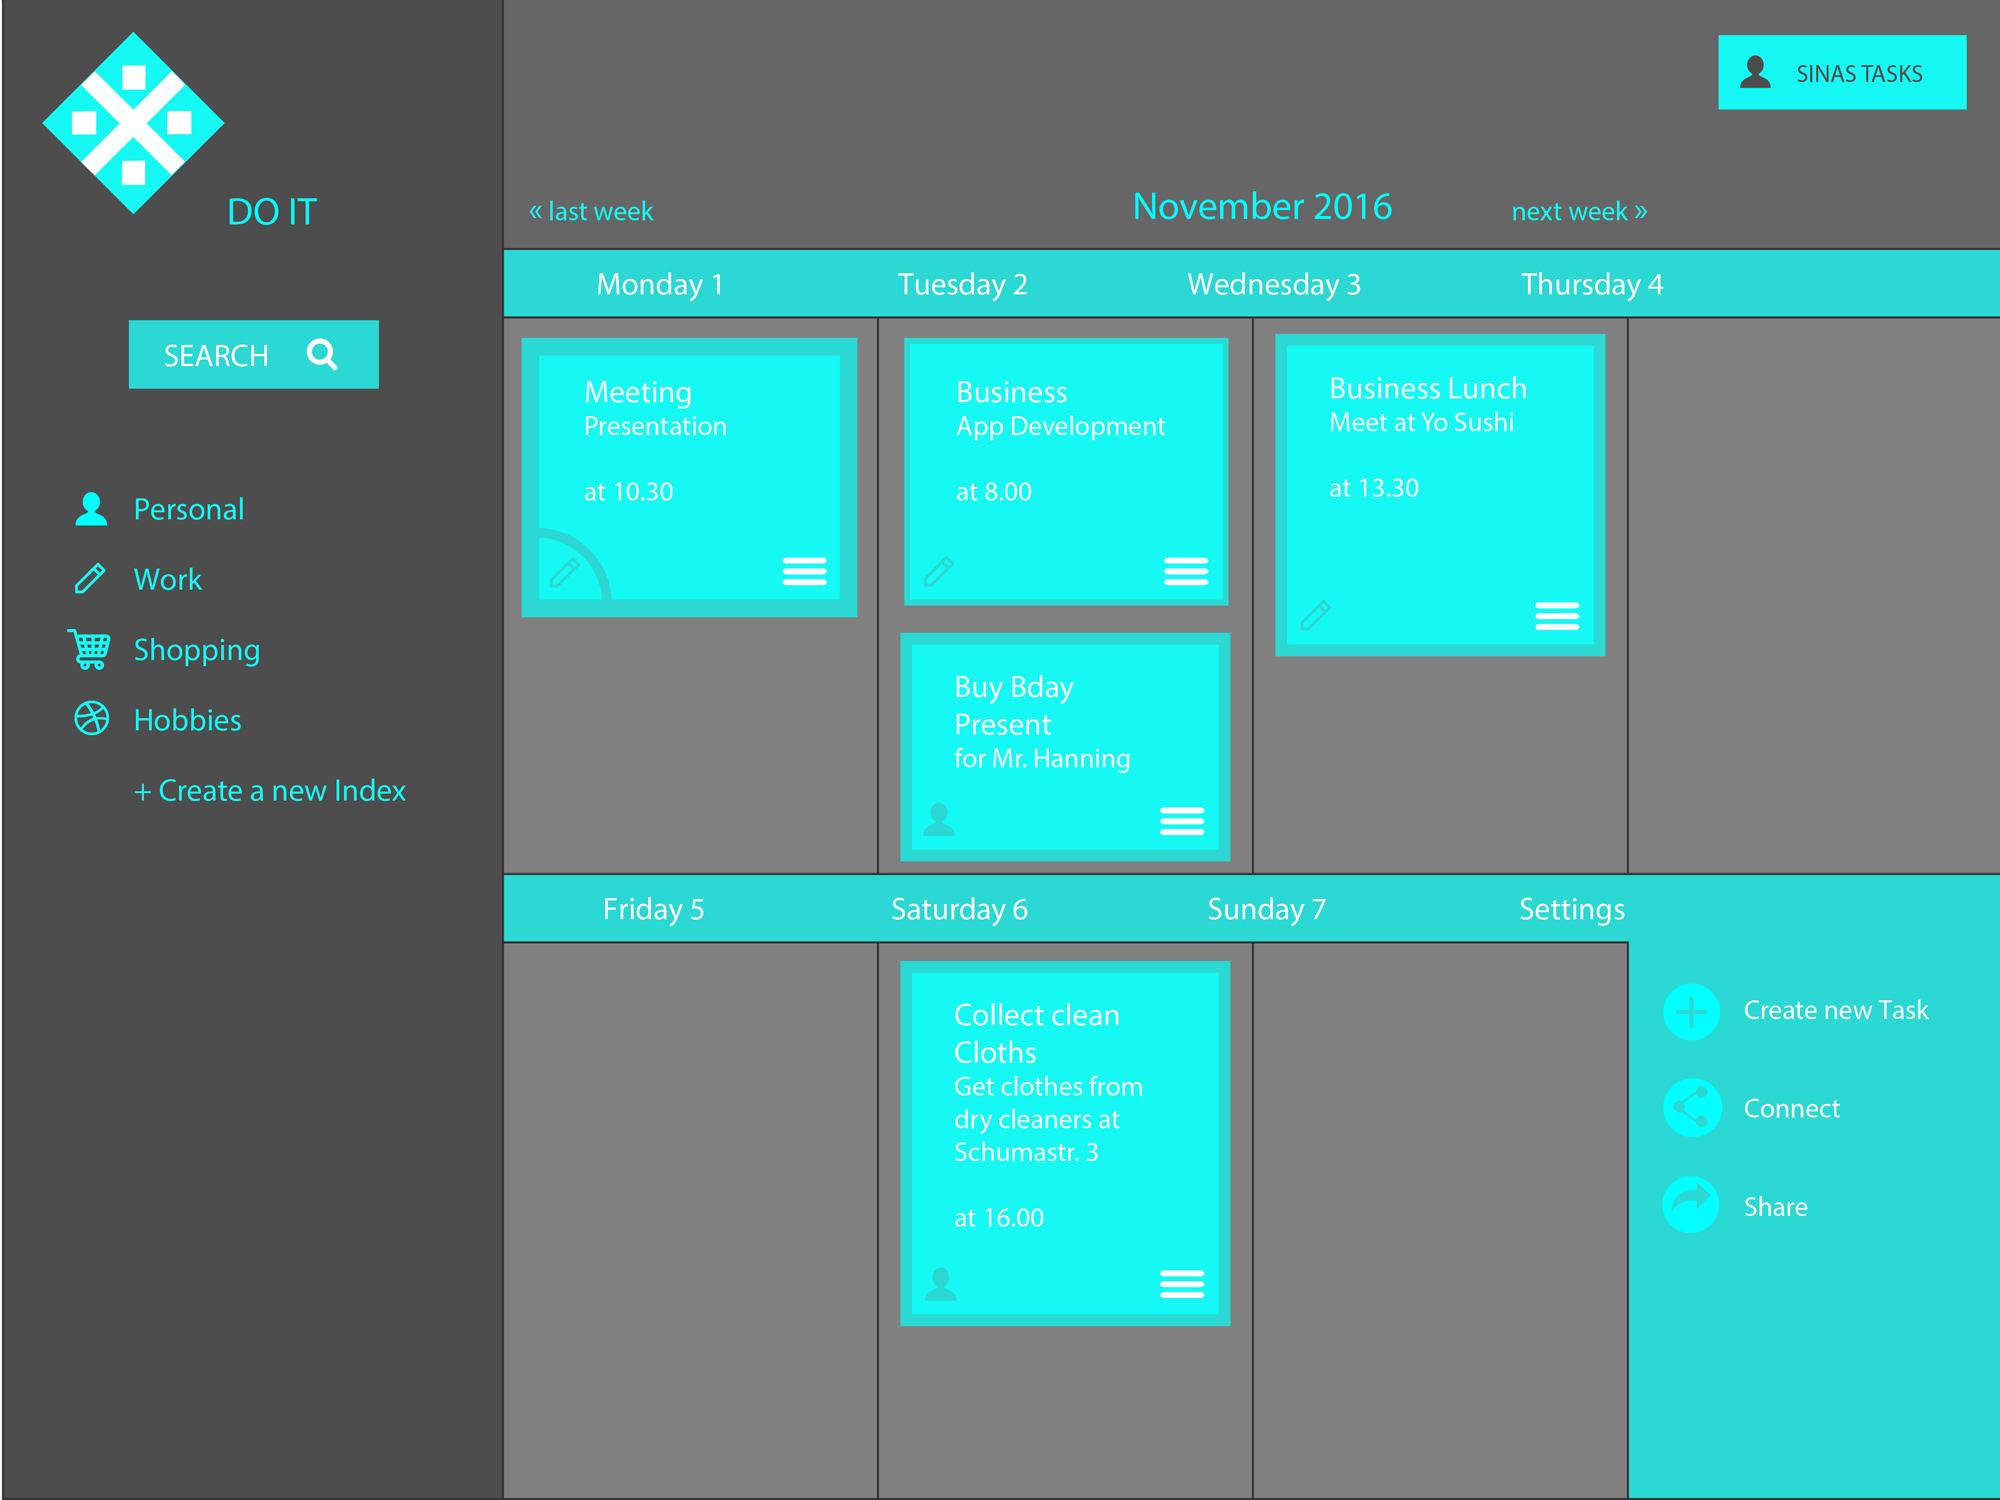 DO IT
SINAS TASKS
« last week
November 2016
next week »
SEARCH
Personal
Work
Shopping
Hobbies
+ Create a new Index
Monday 1
Tuesday 2
Wednesday 3
Thursday 4
Meeting
Presentation
at 10.30
Business
App Development
at 8.00
Buy Bday
Present
for Mr. Hanning
Business Lunch
Meet at Yo Sushi
at 13.30
Friday 5
Saturday 6
Sunday 7
Settings
Collect clean
Cloths
Get clothes from
dry cleaners at
Schumastr. 3
at 16.00
Create new Task
Connect
Share